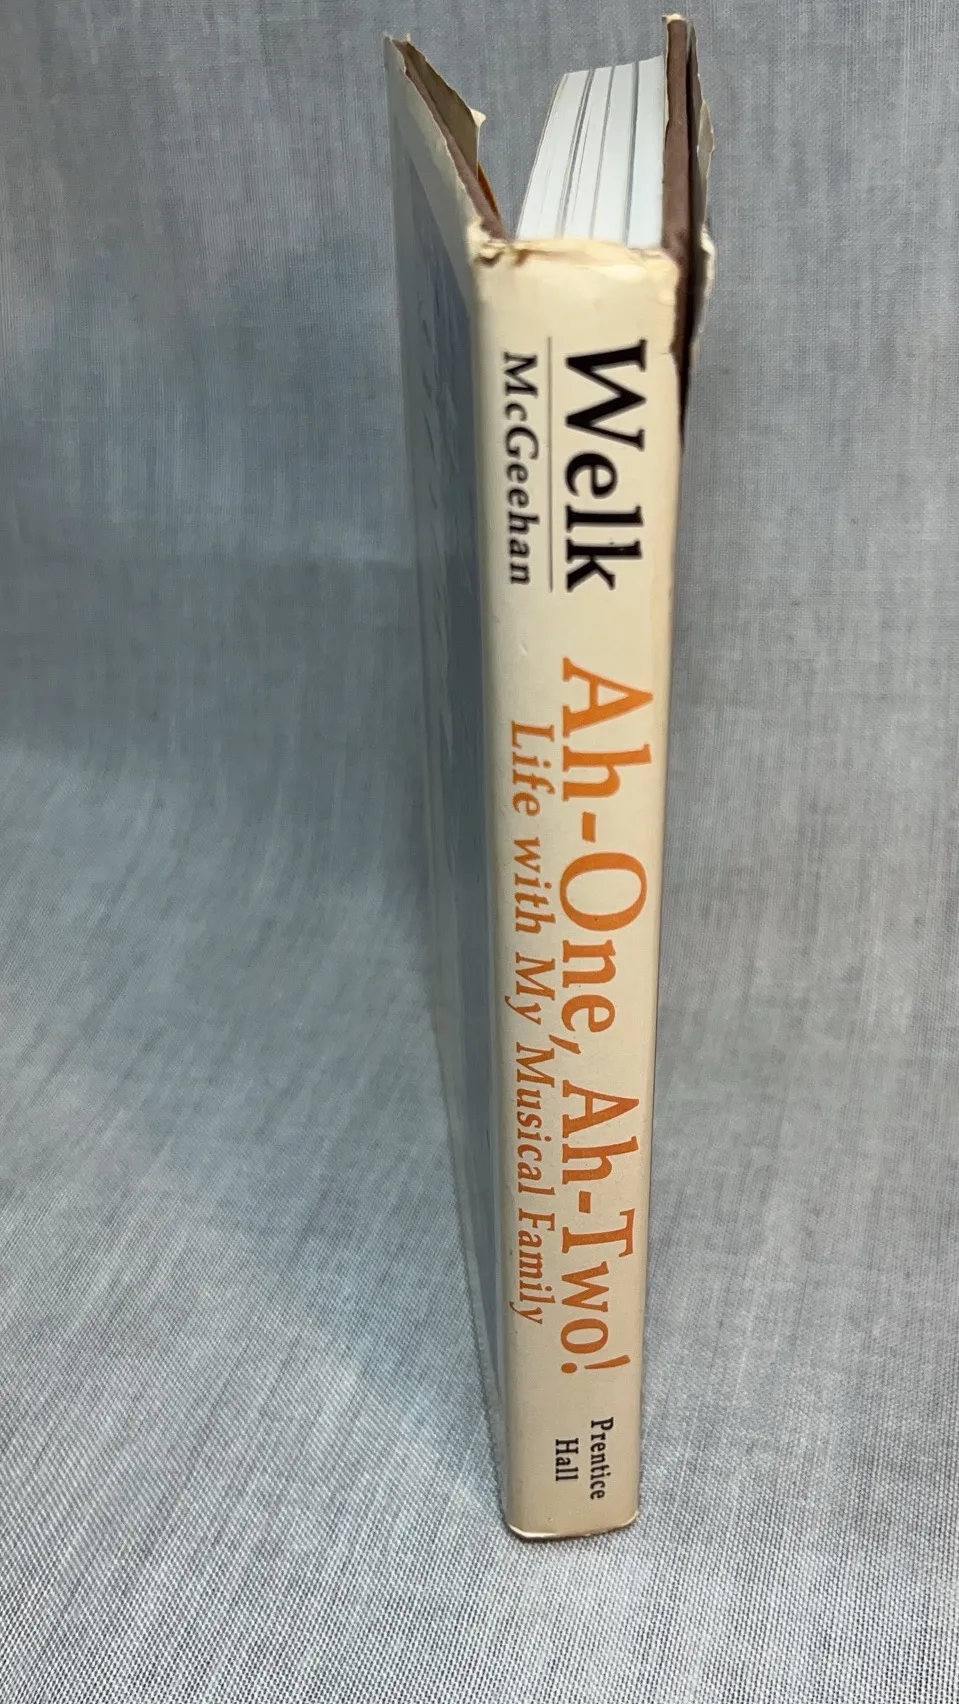 Welk
McGeehan
Ah-One, Ah-Two!
Life with My Musical Family
Prentice
Hall